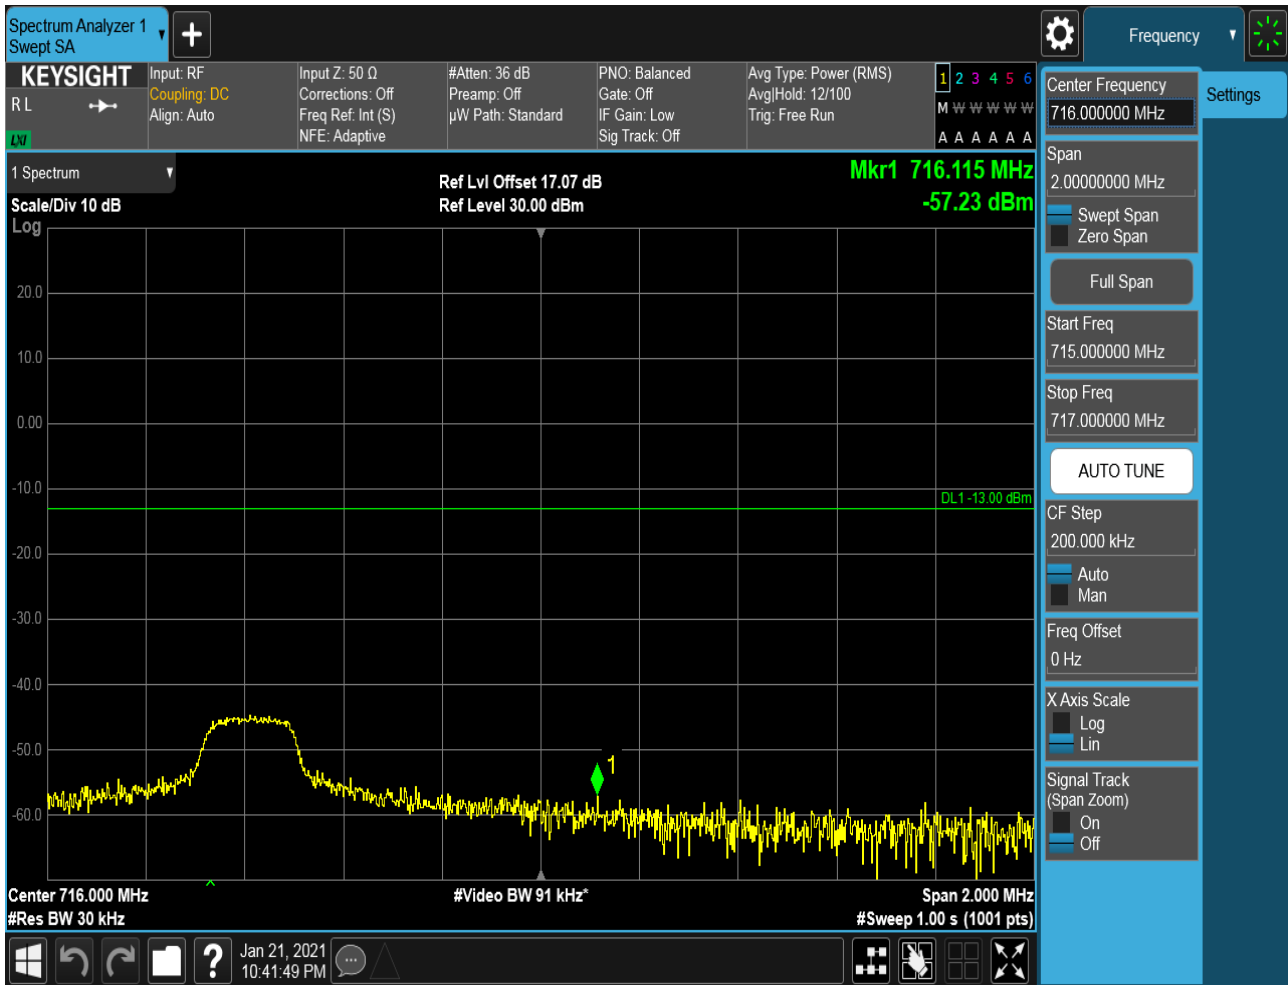 Spectrum Analyzer 1
Swept SA
+
Frequency
KEYSIGHT
R L
LXI
Input: RF
Coupling: DC
Align: Auto
Input Z: 50 Ω
Corrections: Off
Freq Ref: Int (S)
NFE: Adaptive
#Atten: 36 dB
Preamp: Off
µW Path: Standard
PNO: Balanced
Gate: Off
IF Gain: Low
Sig Track: Off
Avg Type: Power (RMS)
Avg|Hold: 12/100
Trig: Free Run
1 2 3 4 5 6
M W W W W W
A A A A A A
1 Spectrum
Scale/Div 10 dB
Log
Ref Lvl Offset 17.07 dB
Ref Level 30.00 dBm
Mkr1 716.115 MHz
-57.23 dBm
20.0
10.0
0.00
-10.0
DL1 -13.00 dBm
-20.0
-30.0
-40.0
-50.0
1
-60.0
Center 716.000 MHz
#Video BW 91 kHz*
Span 2.000 MHz
#Res BW 30 kHz
#Sweep 1.00 s (1001 pts)
?
Jan 21, 2021
10:41:49 PM
Center Frequency
716.000000 MHz
Settings
Span
2.00000000 MHz
Swept Span
Zero Span
Full Span
Start Freq
715.000000 MHz
Stop Freq
717.000000 MHz
AUTO TUNE
CF Step
200.000 kHz
Auto
Man
Freq Offset
0 Hz
X Axis Scale
Log
Lin
Signal Track
(Span Zoom)
On
Off